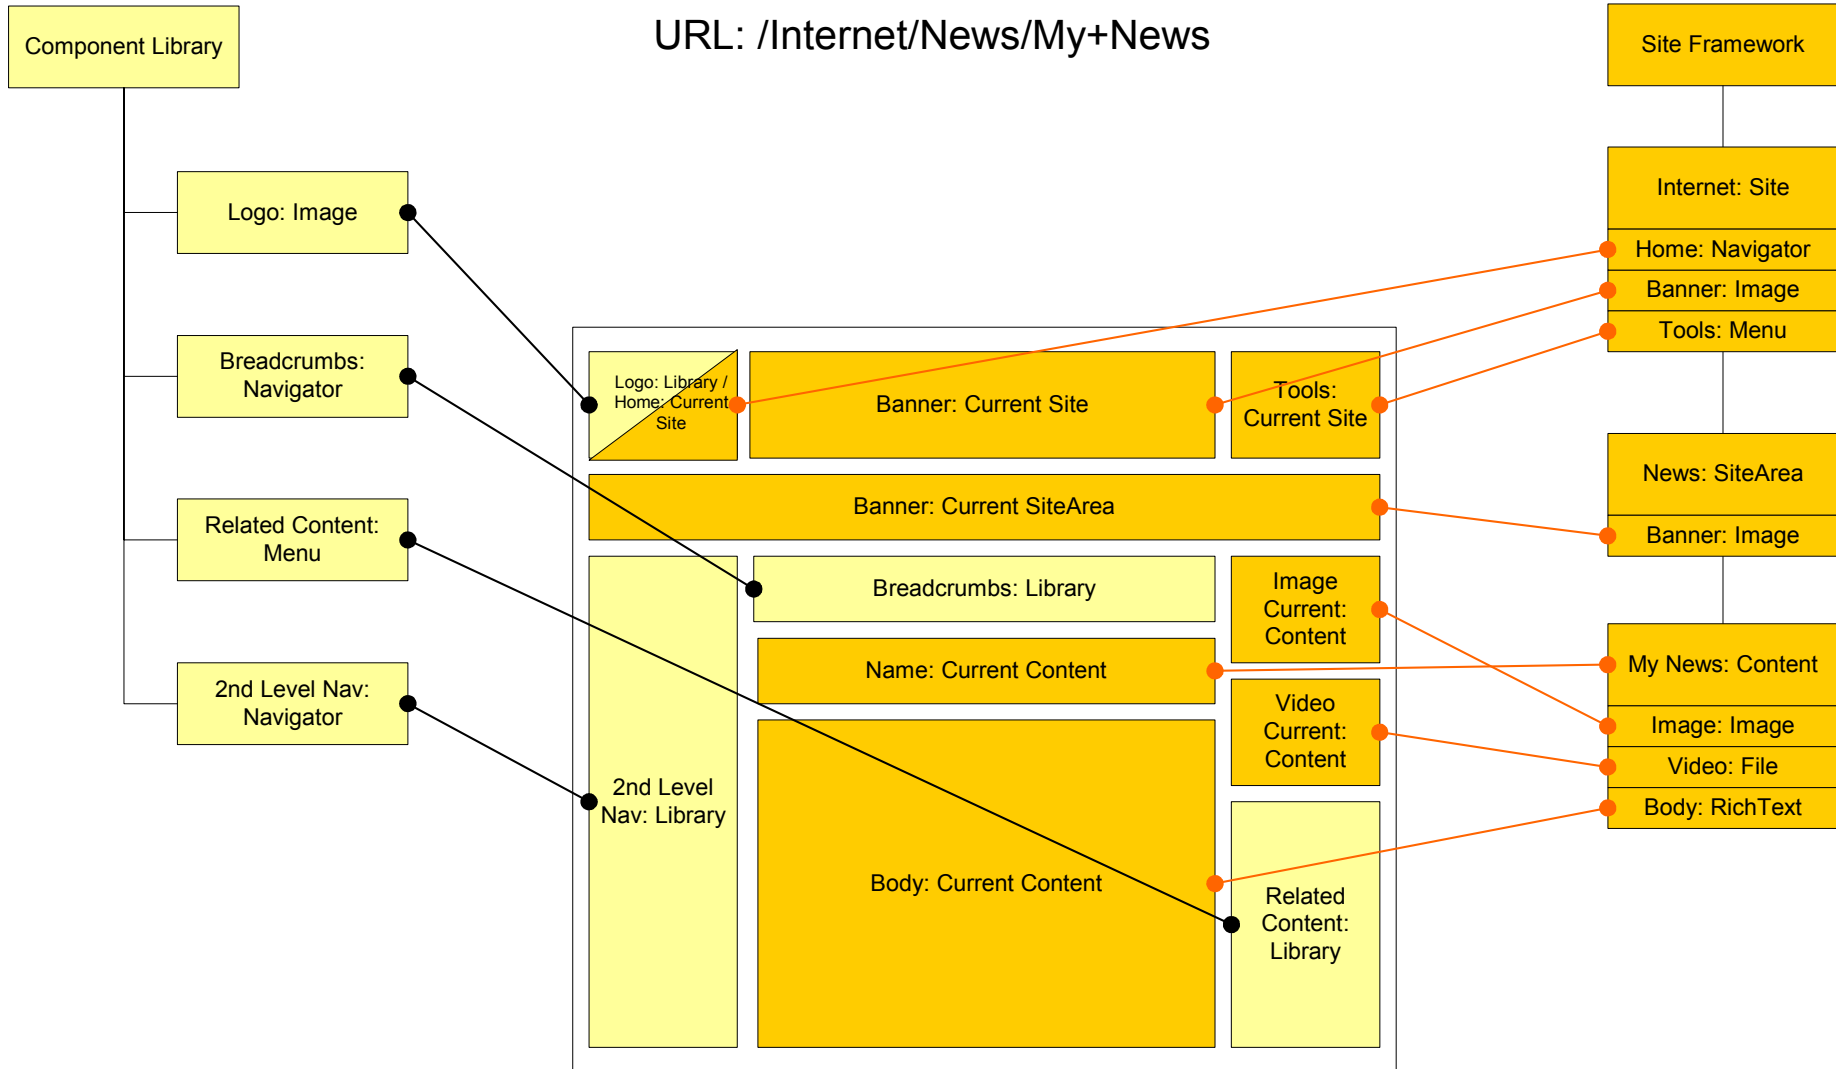 URL: /Internet/News/My+News
Component Library
Logo: Image
Breadcrumbs:
Navigator
Related Content:
Menu
2nd Level Nav:
Navigator
Logo: Library /
Home: Current
Site
Banner: Current Site
Tools:
Current Site
Banner: Current SiteArea
2nd Level
Nav: Library
Breadcrumbs: Library
Name: Current Content
Body: Current Content
Image
Current:
Content
Video
Current:
Content
Related
Content:
Library
Site Framework
Internet: Site
Home: Navigator
Banner: Image
Tools: Menu
News: SiteArea
Banner: Image
My News: Content
Image: Image
Video: File
Body: RichText